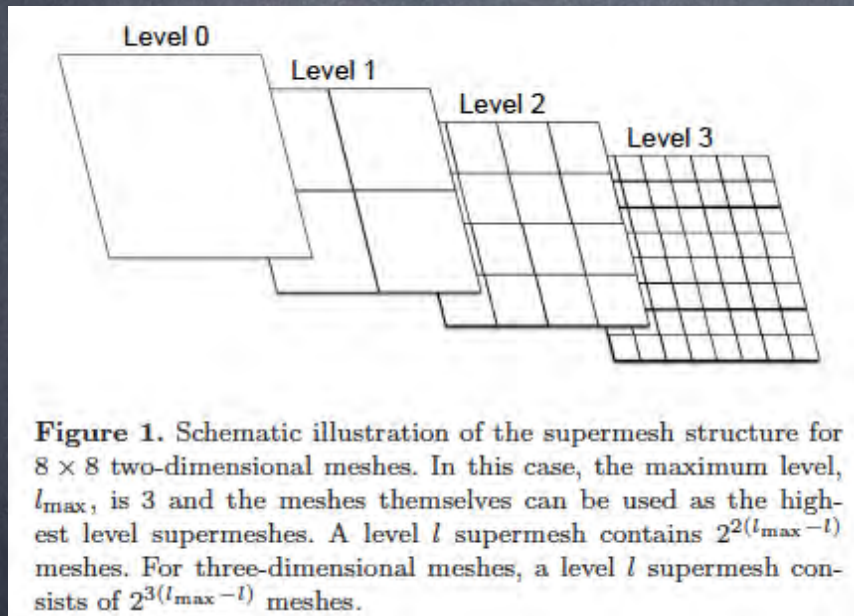 Level 0
Level 1
Level 2
Level 3
Figure 1. Schematic illustration of the supermesh structure for
8 × 8 two-dimensional meshes. In this case, the maximum level,
l_max, is 3 and the meshes themselves can be used as the high-
est level supermeshes. A level l supermesh contains 2^{2(l_max−l)}
meshes. For three-dimensional meshes, a level l supermesh con-
sists of 2^{3(l_max−l)} meshes.